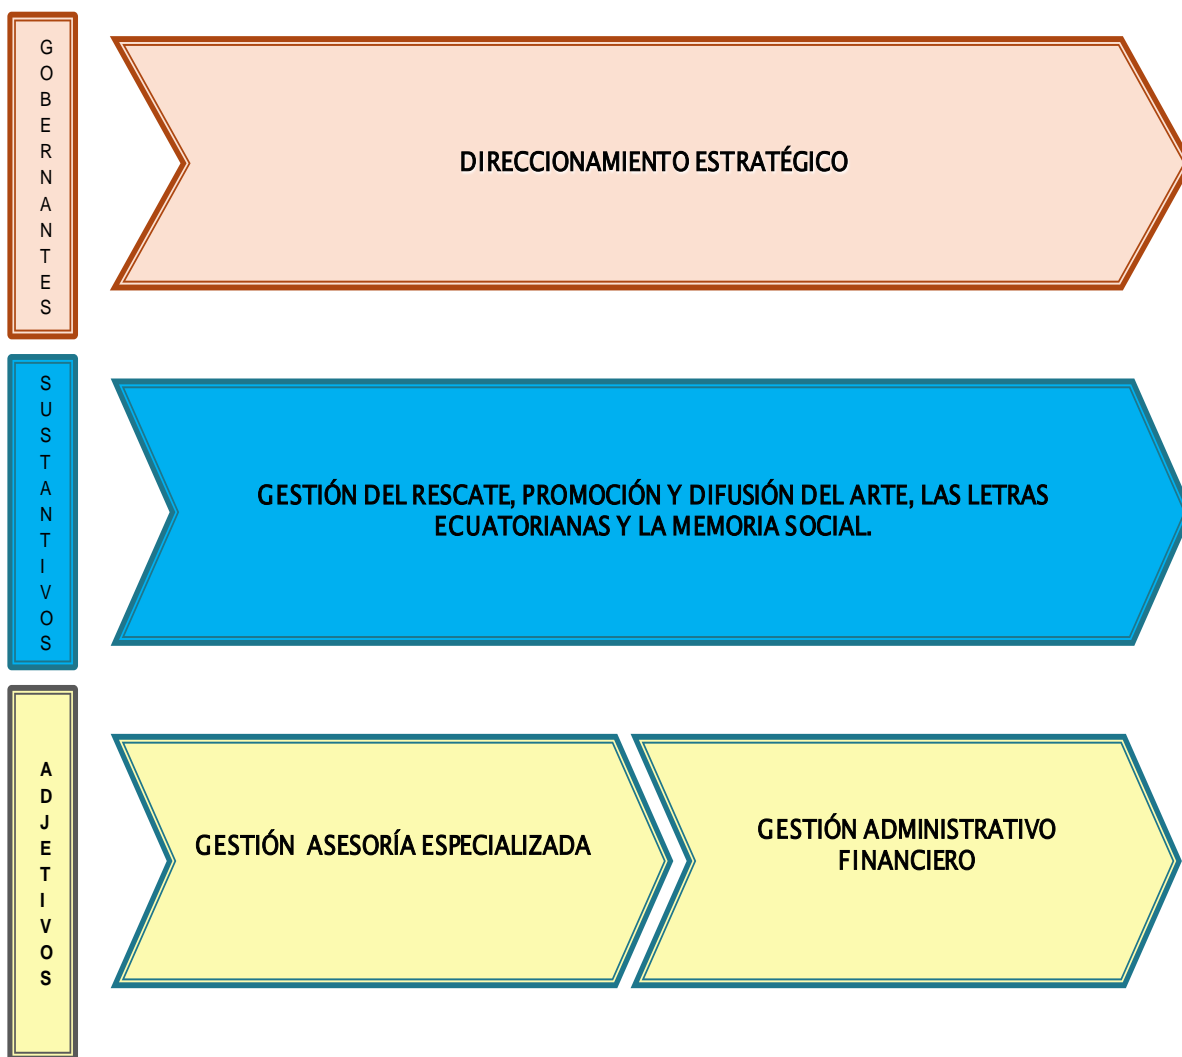 GOBERNANTES
DIRECCIONAMIENTO ESTRATÉGICO
SUSTANTIVOS
GESTIÓN DEL RESCATE, PROMOCIÓN Y DIFUSIÓN DEL ARTE, LAS LETRAS
ECUATORIANAS Y LA MEMORIA SOCIAL.
ADJETIVOS
GESTIÓN ASESORÍA ESPECIALIZADA
GESTIÓN ADMINISTRATIVO
FINANCIERO